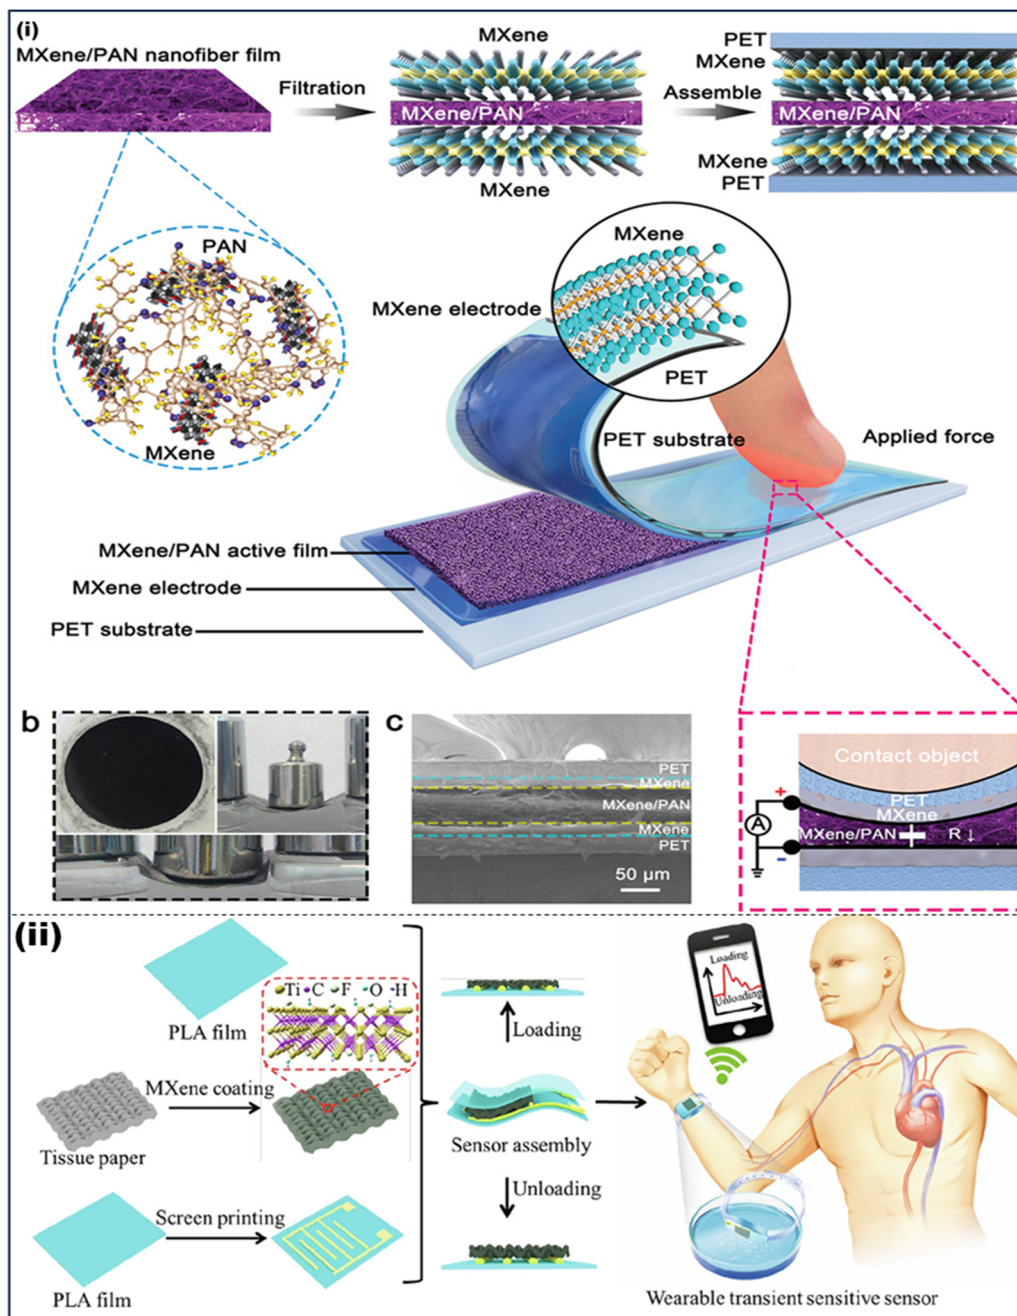 (i)
MXene/PAN nanofiber film
Filtration
MXene
MXene/PAN
MXene
Assemble
PET
MXene
MXene/PAN
MXene
PET
PAN
MXene
MXene
PET
MXene electrode
PET substrate
Applied force
MXene/PAN active film
MXene electrode
PET substrate
b
c
PET
MXene
MXene/PAN
MXene
PET
50 μm
Contact object
PET
MXene
MXene/PAN
R ↓
+
A
-
(ii)
PLA film
Ti C F O H
MXene coating
Tissue paper
Screen printing
PLA film
Loading
Sensor assembly
Unloading
Loading
Unloading
Wearable transient sensitive sensor